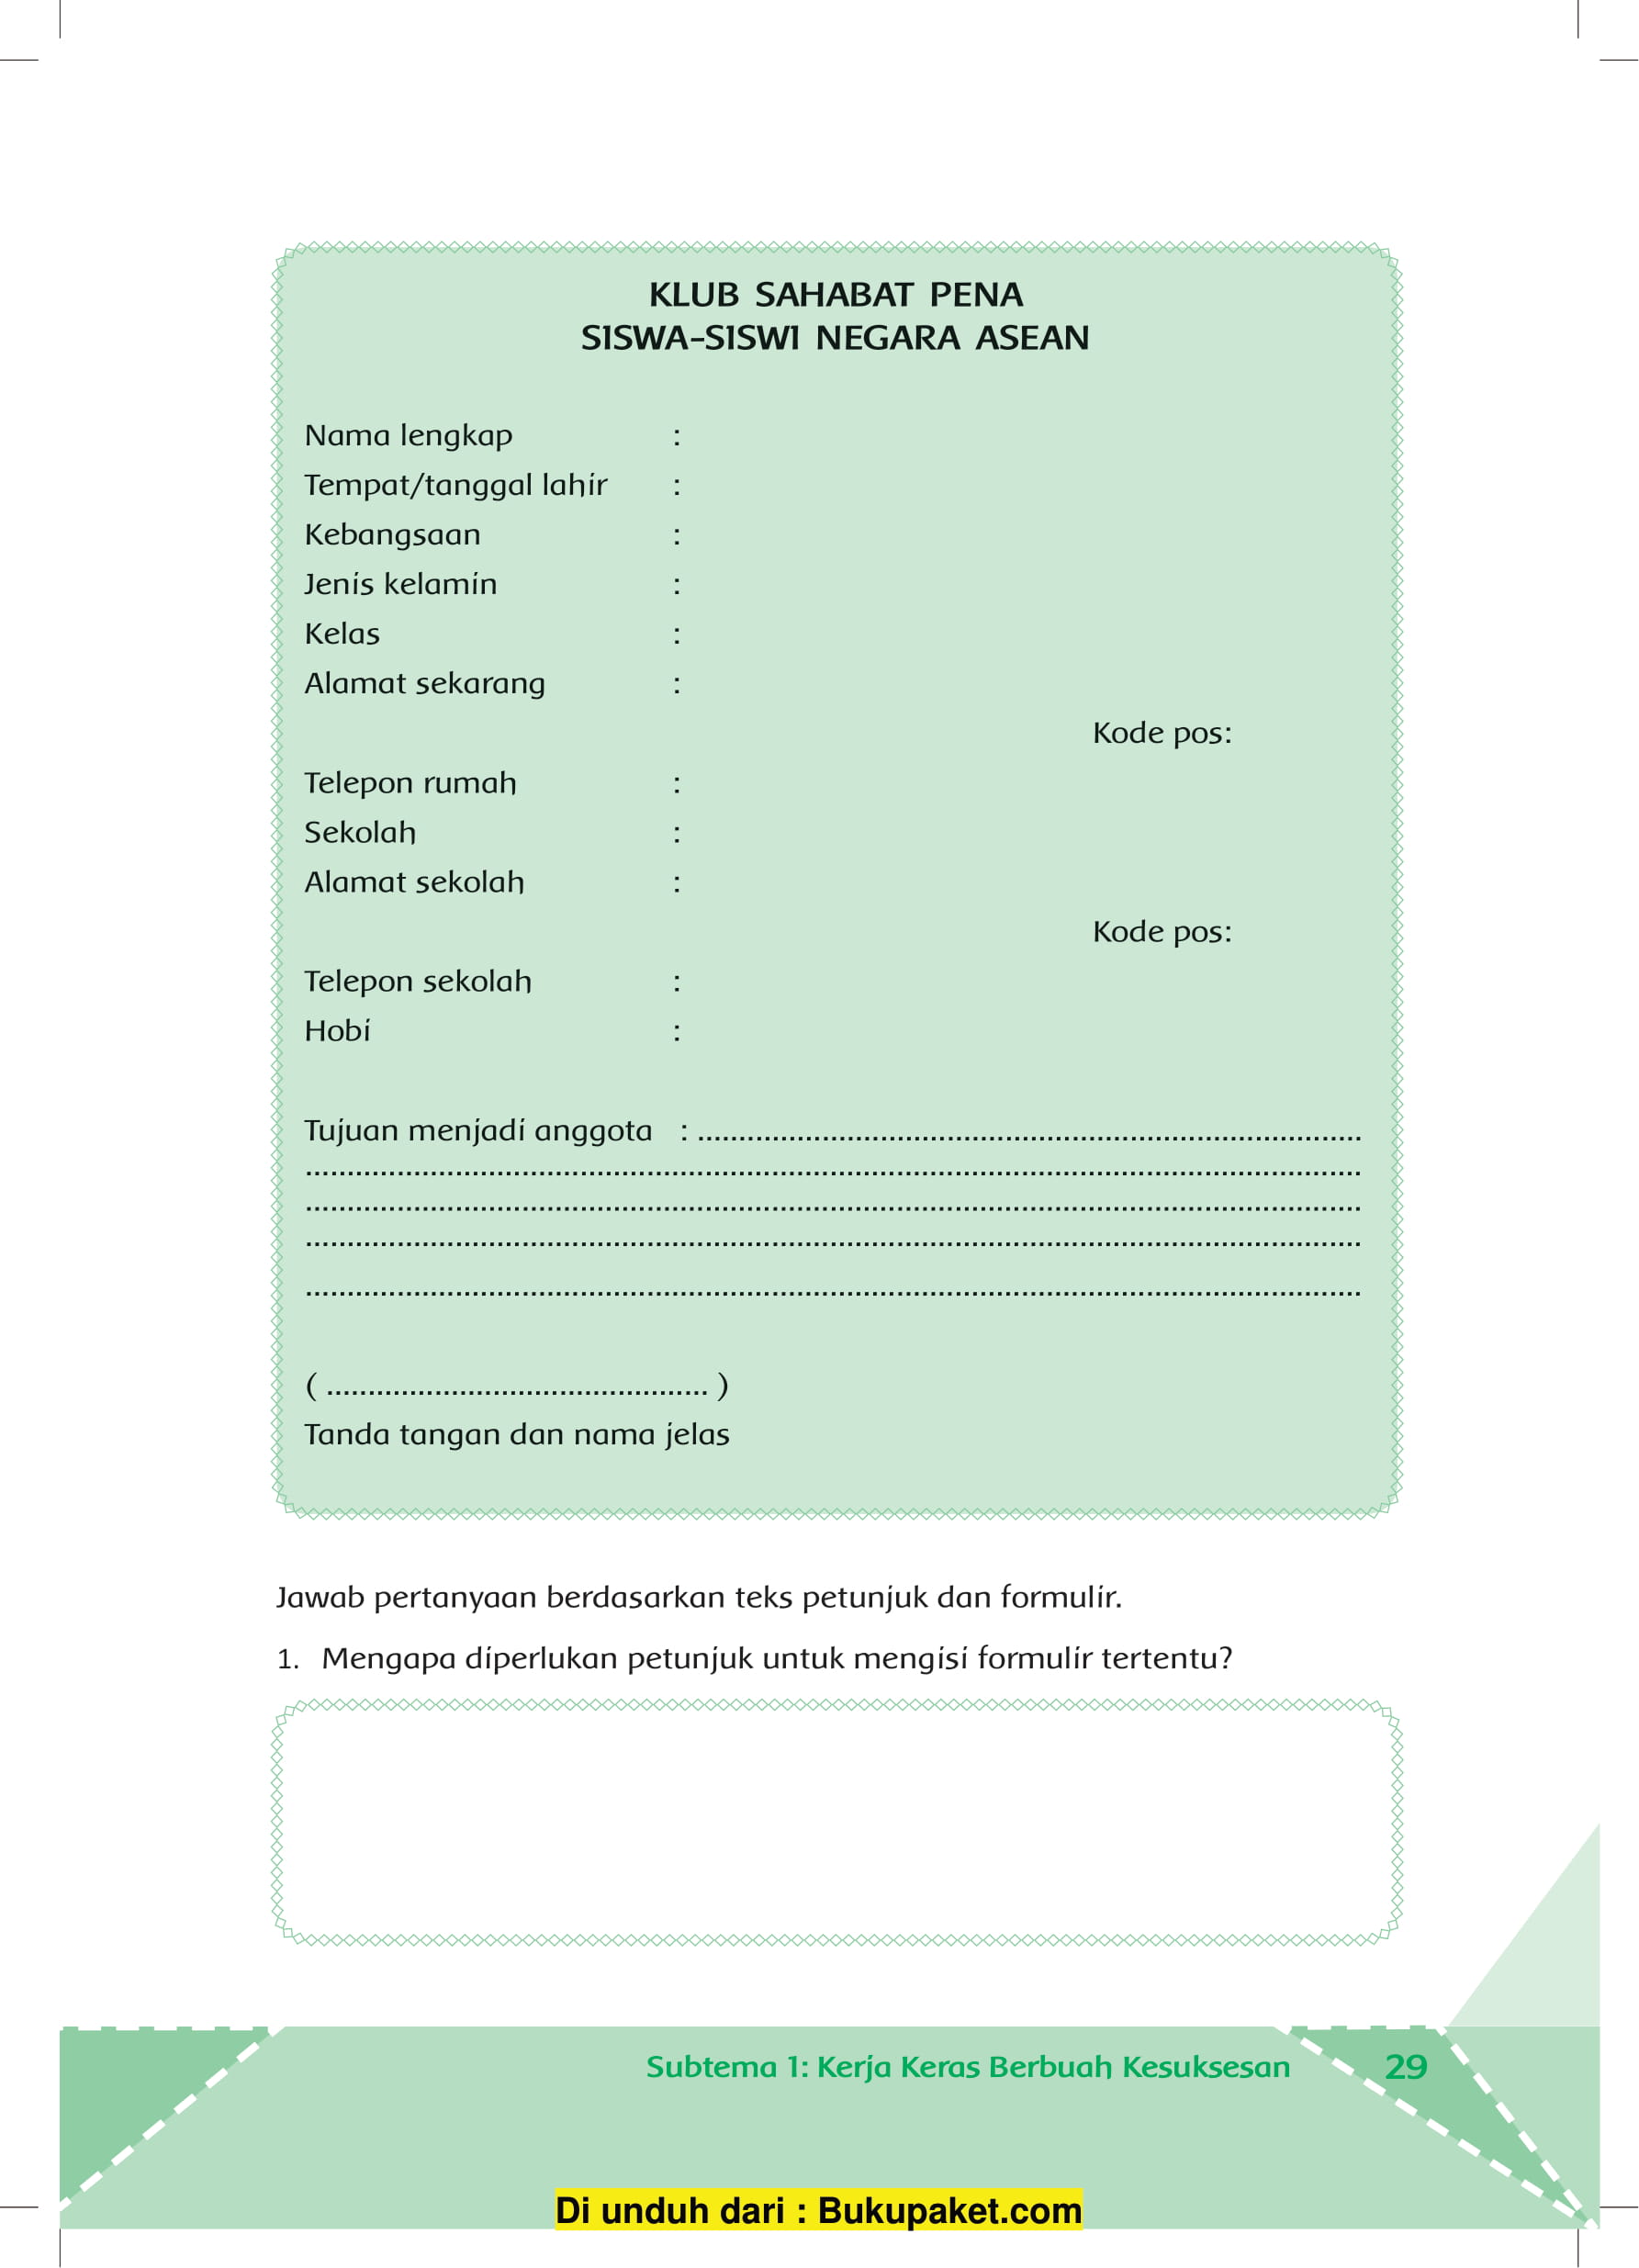 KLUB SAHABAT PENA
SISWA-SISWI NEGARA ASEAN
Nama lengkap :
Tempat/tanggal lahir :
Kebangsaan :
Jenis kelamin :
Kelas :
Alamat sekarang :
Kode pos:
Telepon rumah :
Sekolah :
Alamat sekolah :
Kode pos:
Telepon sekolah :
Hobi :
Tujuan menjadi anggota : ................................................................................
................................................................................................................................
................................................................................................................................
................................................................................................................................
................................................................................................................................
( .............................................. )
Tanda tangan dan nama jelas
Jawab pertanyaan berdasarkan teks petunjuk dan formulir.
1. Mengapa diperlukan petunjuk untuk mengisi formulir tertentu?
Subtema 1: Kerja Keras Berbuah Kesuksesan 29
Di unduh dari : Bukupaket.com